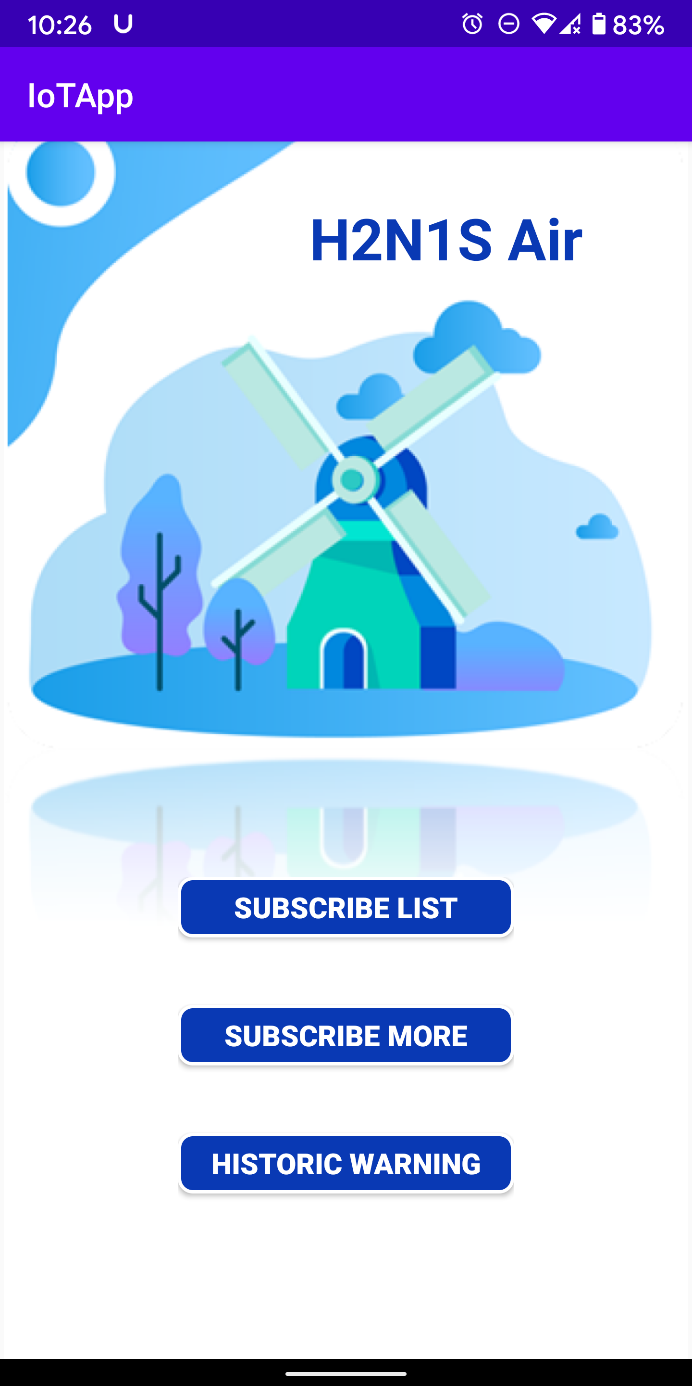 10:26 U 83%
IoTApp
H2N1S Air
SUBSCRIBE LIST
SUBSCRIBE MORE
HISTORIC WARNING